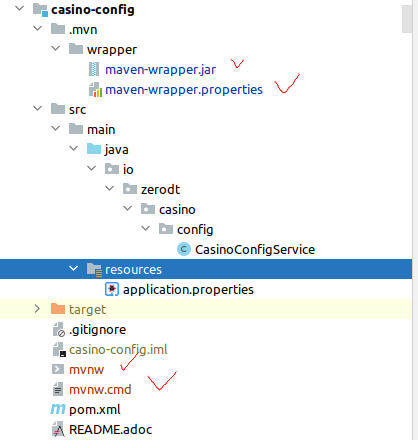 casino-config
.mvn
wrapper
maven-wrapper.jar
maven-wrapper.properties
src
main
java
io
zerodt
casino
config
C CasinoConfigService
resources
application.properties
target
.gitignore
casino-config.iml
mvnw
mvnw.cmd
m pom.xml
README.adoc